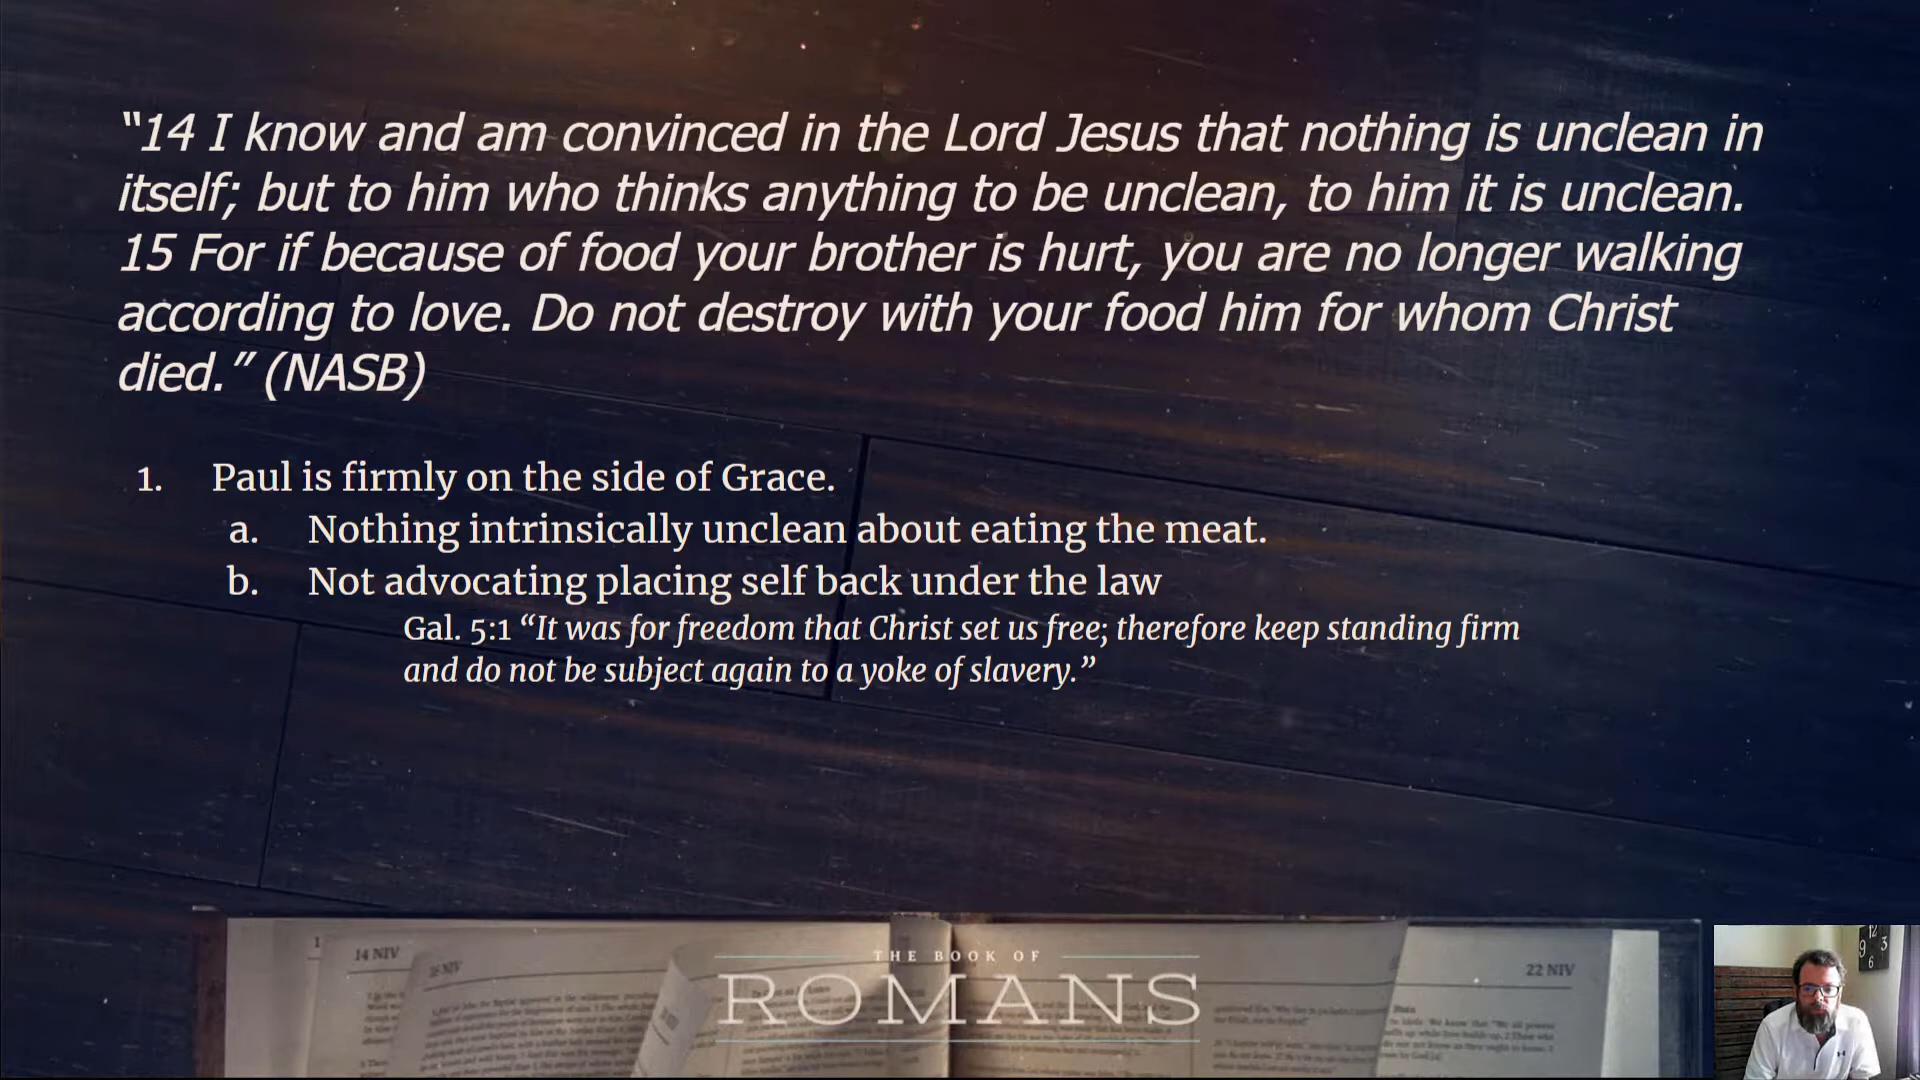 “14 I know and am convinced in the Lord Jesus that nothing is unclean in
itself; but to him who thinks anything to be unclean, to him it is unclean.
15 For if because of food your brother is hurt, you are no longer walking
according to love. Do not destroy with your food him for whom Christ
died.” (NASB)
1. Paul is firmly on the side of Grace.
a. Nothing intrinsically unclean about eating the meat.
b. Not advocating placing self back under the law
Gal. 5:1 “It was for freedom that Christ set us free; therefore keep standing firm
and do not be subject again to a yoke of slavery.”
14 NIV
22 NIV
THE BOOK OF
ROMANS
12
9 3
6